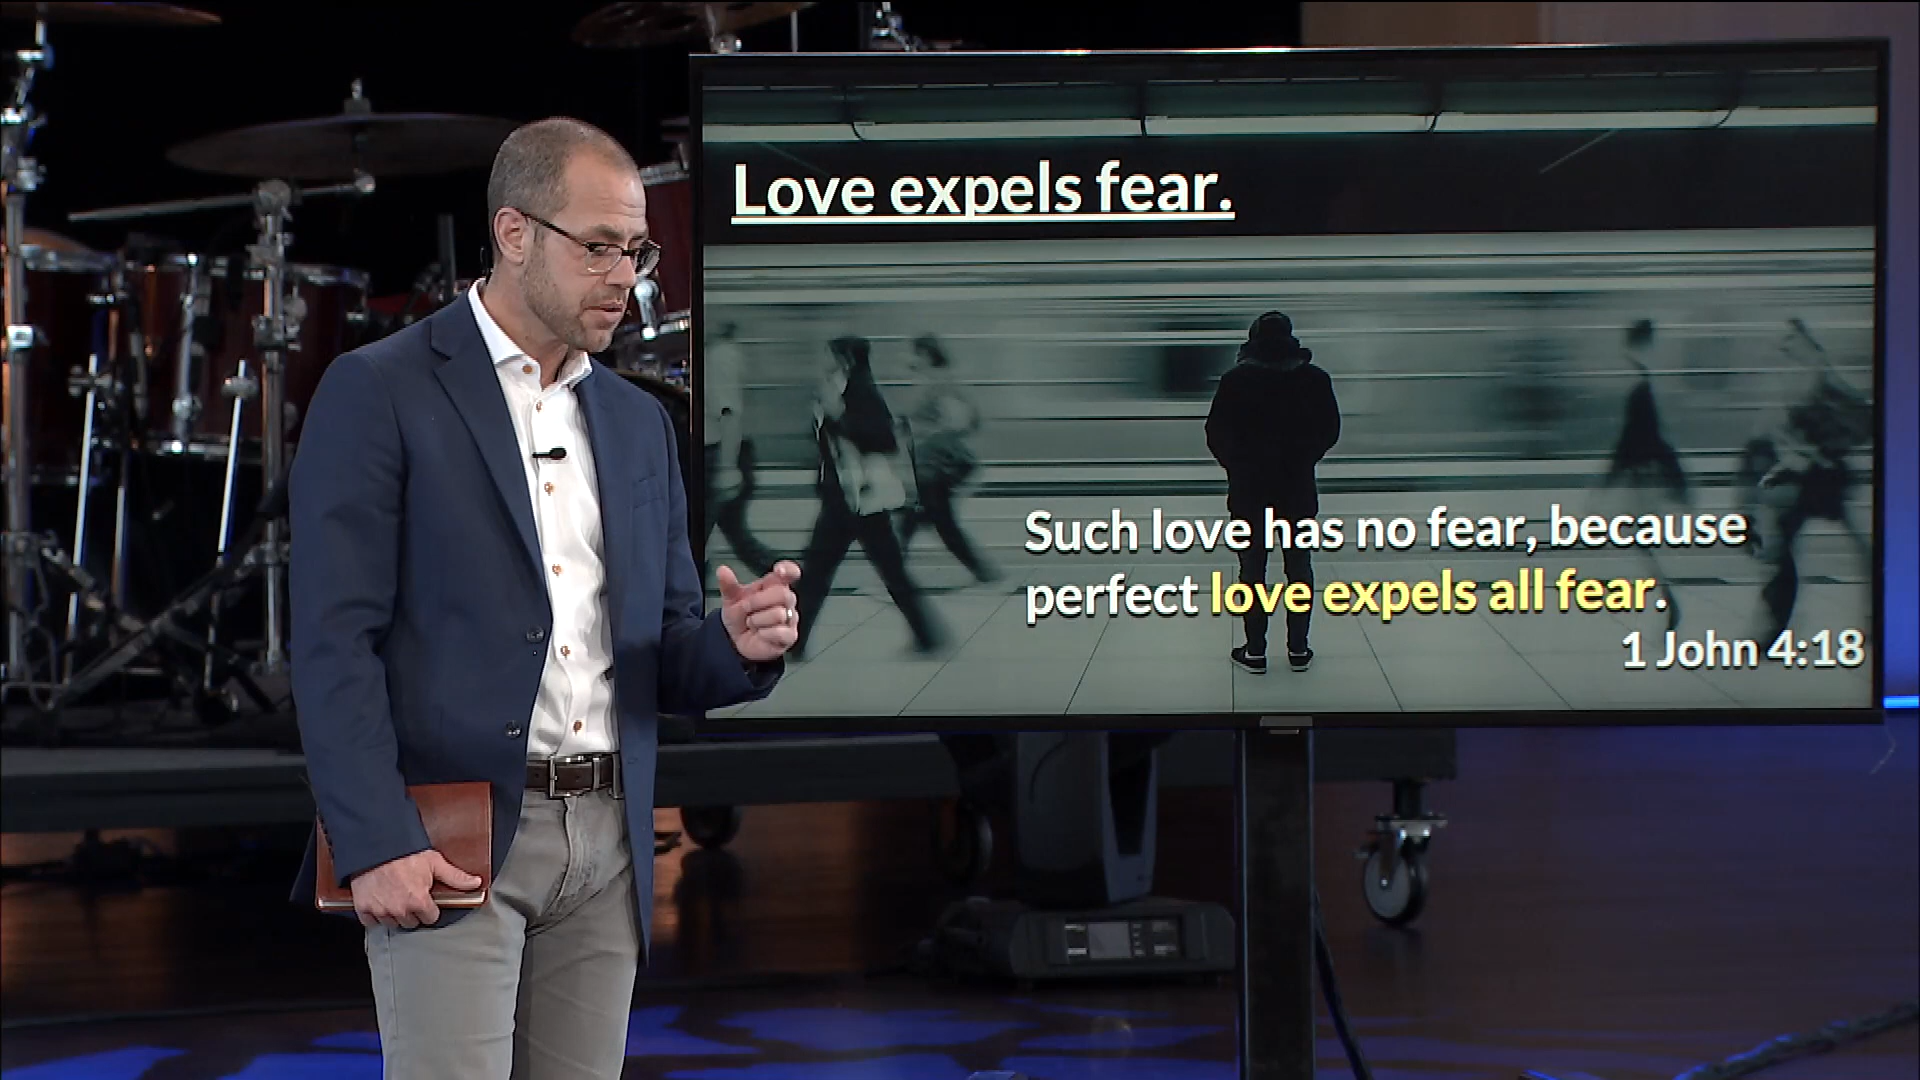 Love expels fear.
Such love has no fear, because
perfect love expels all fear.
1 John 4:18